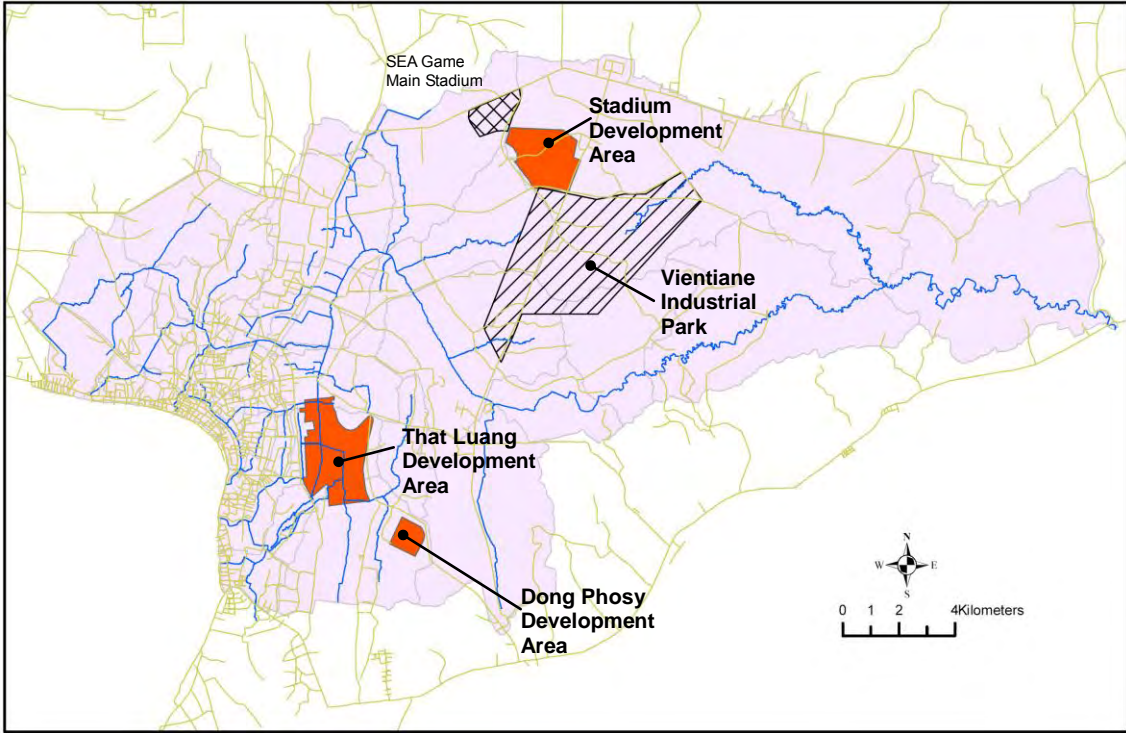 SEA Game
Main Stadium
Stadium
Development
Area
Vientiane
Industrial
Park
That Luang
Development
Area
Dong Phosy
Development
Area
N
W E
S
0 1 2 4Kilometers